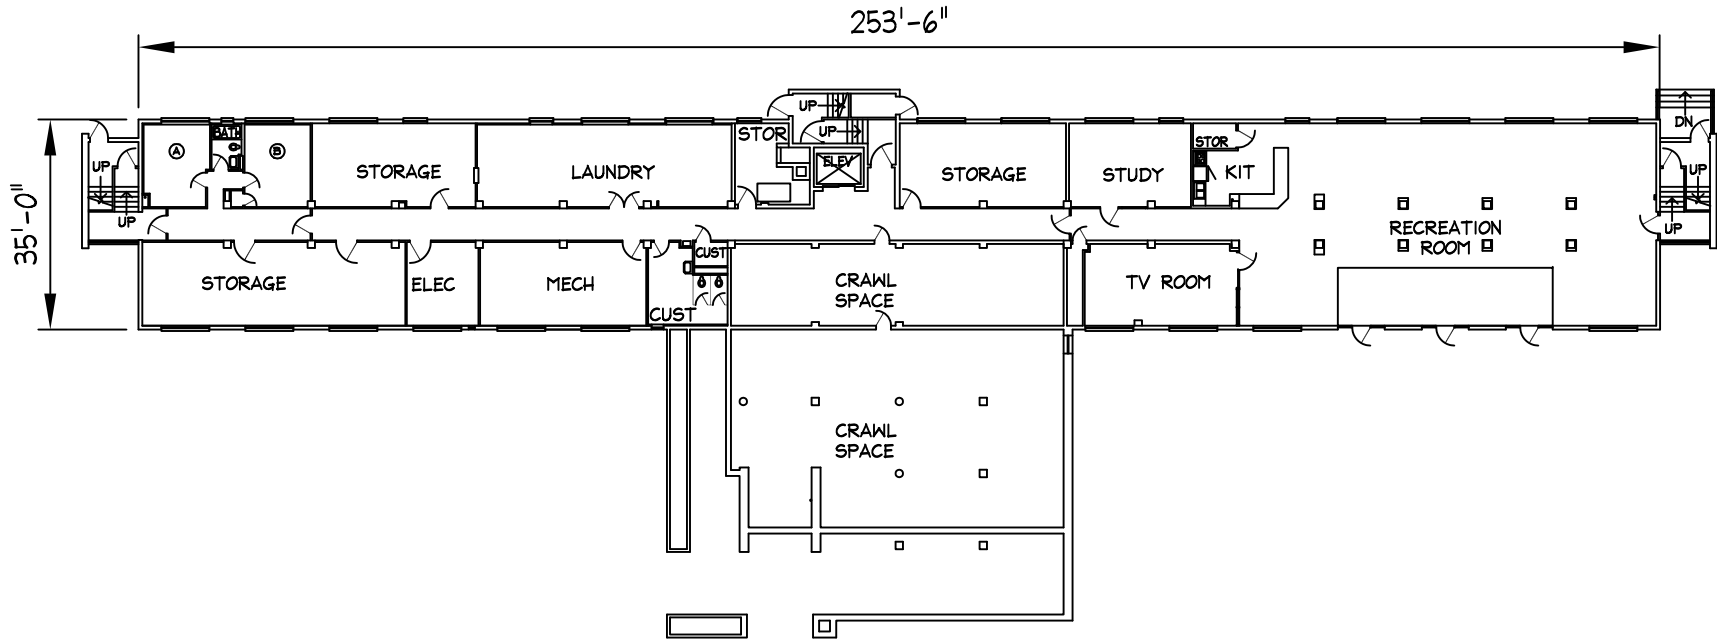 253'-6"
35'-0"
UP
UP
BATH
A
B
STORAGE
LAUNDRY
STOR
UP
UP
ELEV
STORAGE
STUDY
STOR
KIT
RECREATION
ROOM
DN
UP
UP
STORAGE
ELEC
MECH
CUST
CUST
CRAWL
SPACE
TV ROOM
CRAWL
SPACE